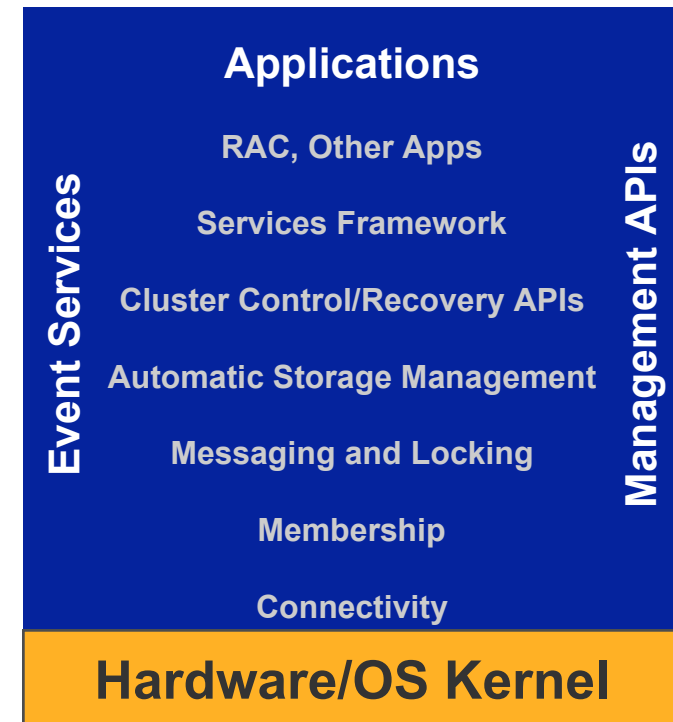 Applications
RAC, Other Apps
Services Framework
Cluster Control/Recovery APIs
Automatic Storage Management
Messaging and Locking
Membership
Connectivity
Event Services
Management APIs
Hardware/OS Kernel